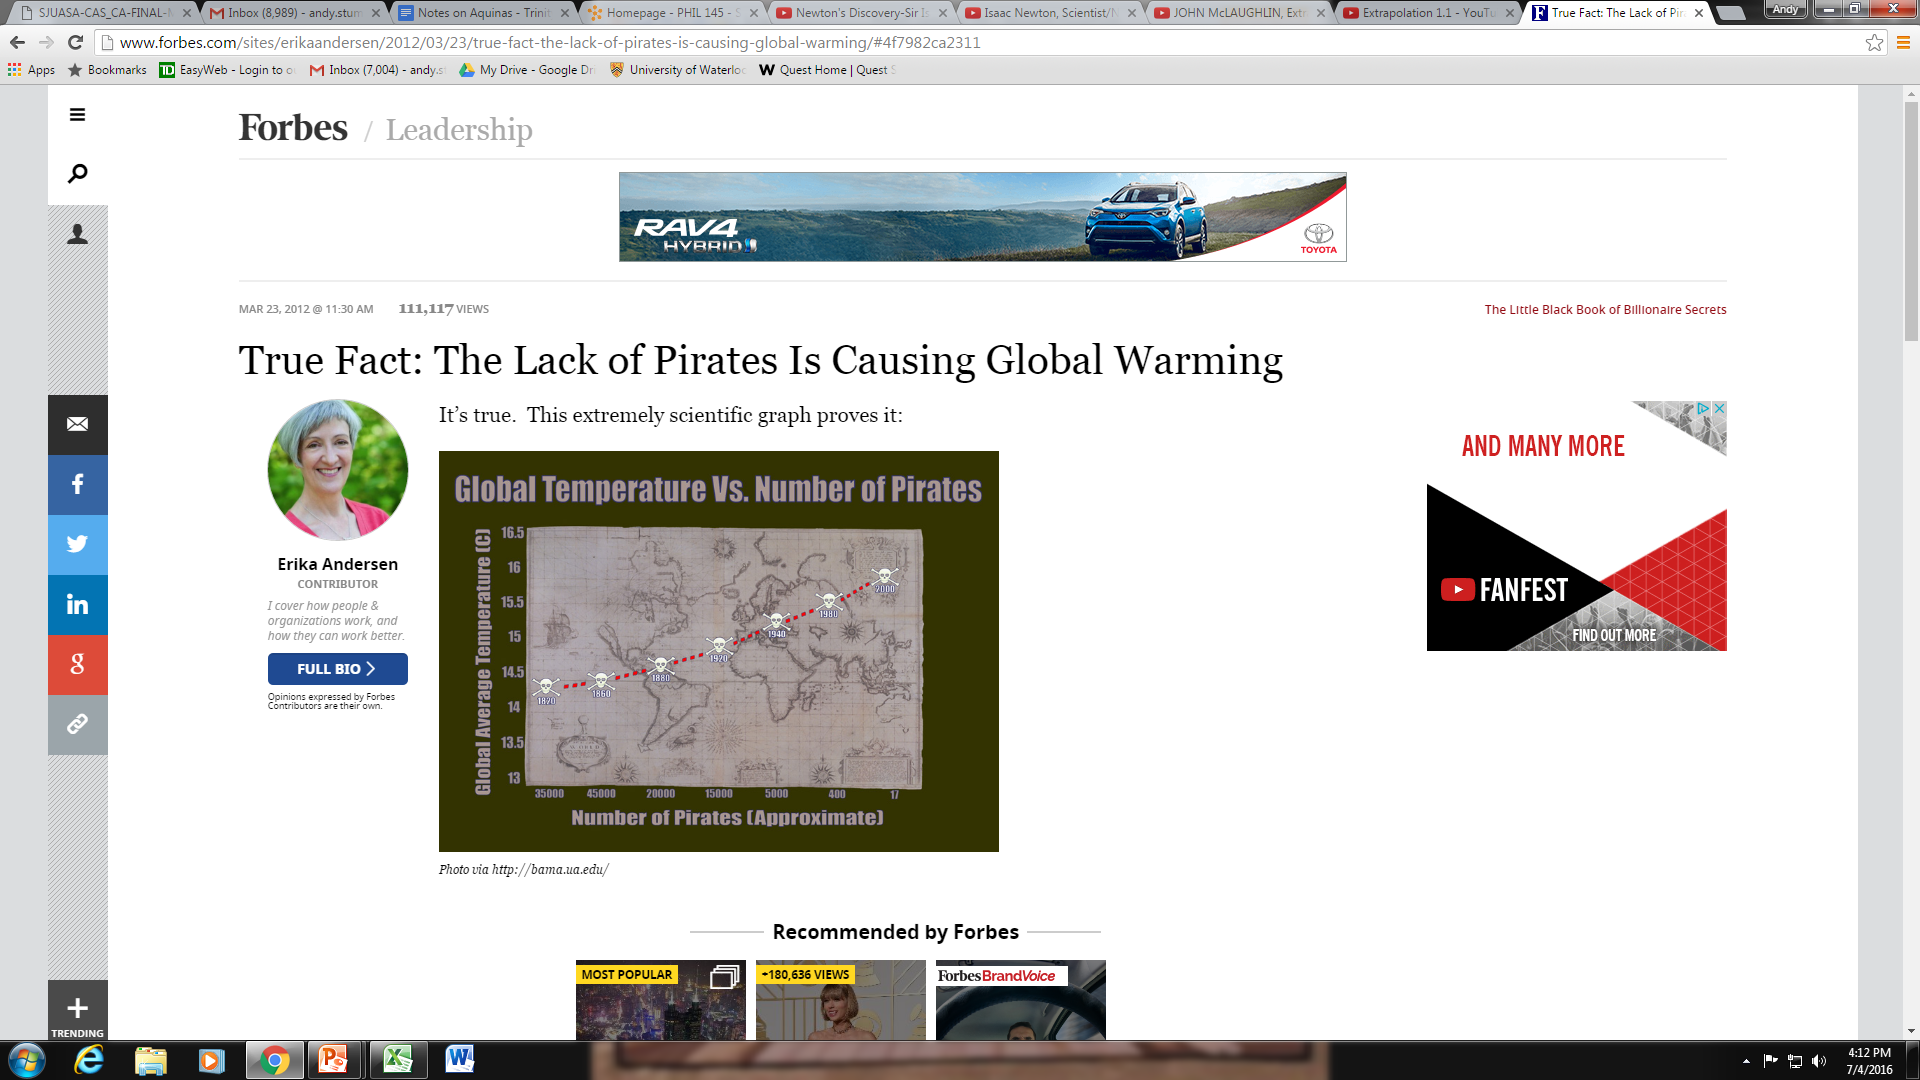 SJUASA-CAS_CA-FINAL-M
Inbox (8,989) - andy.stum
Notes on Aquinas - Trinit
Homepage - PHIL 145 - S
Newton's Discovery-Sir Is
Isaac Newton, Scientist/N
JOHN McLAUGHLIN, Extr
Extrapolation 1.1 - YouTu
True Fact: The Lack of Pir
Andy
www.forbes.com/sites/erikaandersen/2012/03/23/true-fact-the-lack-of-pirates-is-causing-global-warming/#4f7982ca2311
Apps
Bookmarks
TD EasyWeb - Login to o
Inbox (7,004) - andy.s
My Drive - Google Dr
University of Waterlo
W Quest Home | Quest S
Forbes / Leadership
RAV4
HYBRID
TOYOTA
MAR 23, 2012 @ 11:30 AM 111,117 VIEWS
The Little Black Book of Billionaire Secrets
True Fact: The Lack of Pirates Is Causing Global Warming
It's true. This extremely scientific graph proves it:
Erika Andersen
CONTRIBUTOR
I cover how people &
organizations work, and
how they can work better.
FULL BIO
Opinions expressed by Forbes
Contributors are their own.
Global Temperature Vs. Number of Pirates
Global Average Temperature (C)
16.5
16
15.5
15
14.5
14
13.5
13
1820
1860
1880
1920
1940
1980
2000
35000 45000 20000 15000 5000 400 17
Number of Pirates (Approximate)
Photo via http://bama.ua.edu/
AND MANY MORE
FANFEST
FIND OUT MORE
f
in
g
TRENDING
Recommended by Forbes
MOST POPULAR
+180,636 VIEWS
Forbes BrandVoice
4:12 PM
7/4/2016